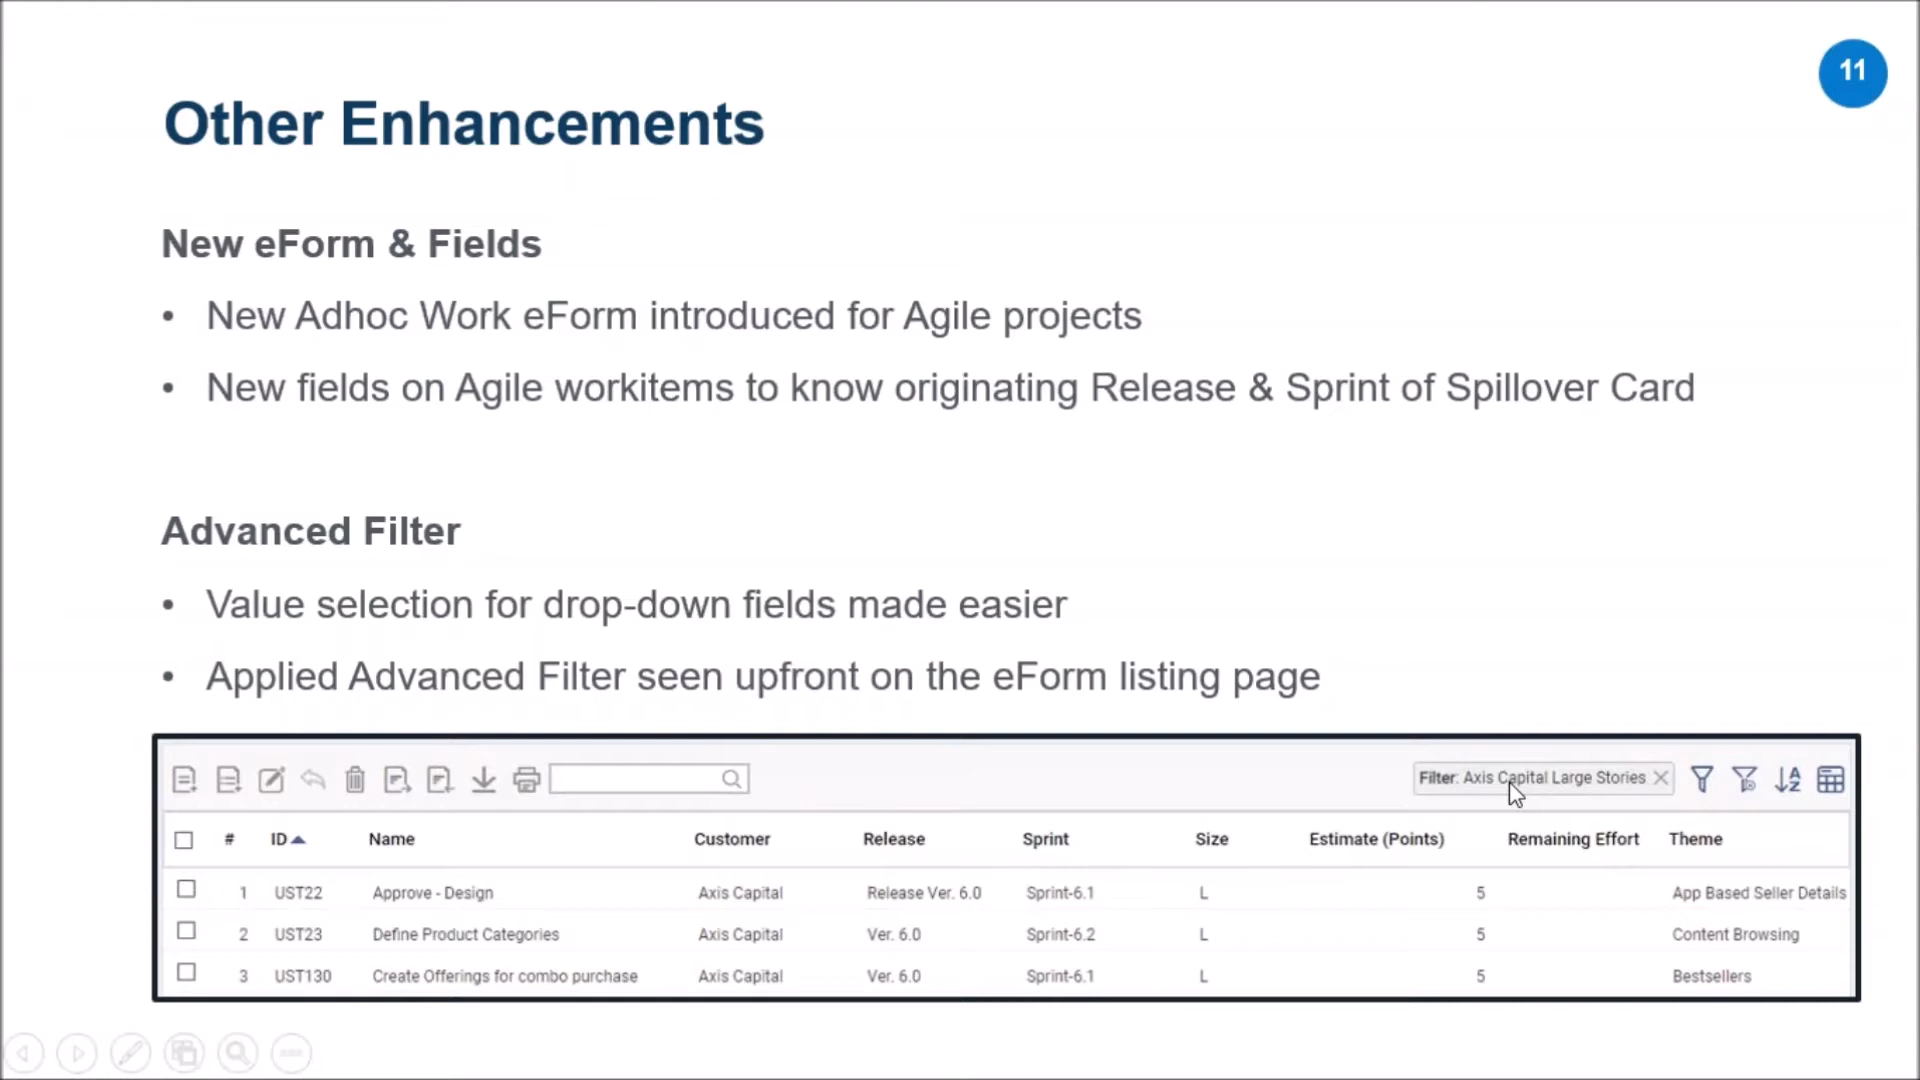 11
Other Enhancements
New eForm & Fields
• New Adhoc Work eForm introduced for Agile projects
• New fields on Agile workitems to know originating Release & Sprint of Spillover Card
Advanced Filter
• Value selection for drop-down fields made easier
• Applied Advanced Filter seen upfront on the eForm listing page
Filter: Axis Capital Large Stories
# ID Name Customer Release Sprint Size Estimate (Points) Remaining Effort Theme
1 UST22 Approve - Design Axis Capital Release Ver. 6.0 Sprint-6.1 L 5 App Based Seller Details
2 UST23 Define Product Categories Axis Capital Ver. 6.0 Sprint-6.2 L 5 Content Browsing
3 UST130 Create Offerings for combo purchase Axis Capital Ver. 6.0 Sprint-6.1 L 5 Bestsellers